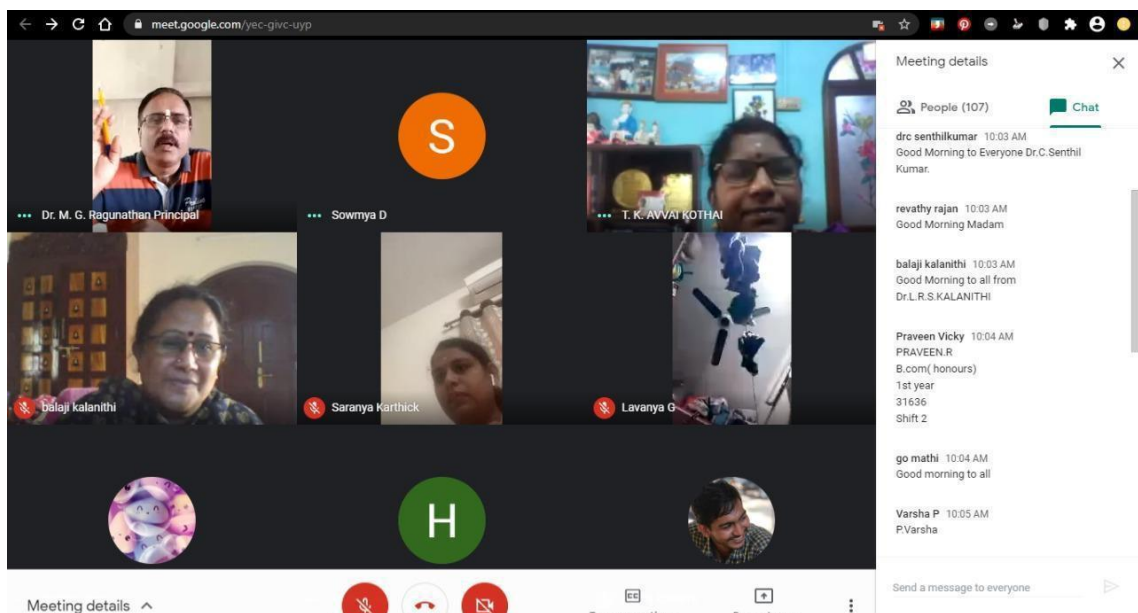 meet.google.com/yec-givc-uyp
S
Dr. M. G. Ragunathan Principal
Sowmya D
T. K. AVVAI KOTHAI
balaji kalanithi
Saranya Karthick
Lavanya G
H
Meeting details
Meeting details
People (107)
Chat
drc senthilkumar 10:03 AM
Good Morning to Everyone Dr.C.Senthil
Kumar.
revathy rajan 10:03 AM
Good Morning Madam
balaji kalanithi 10:03 AM
Good Morning to all from
Dr.L.R.S.KALANITHI
Praveen Vicky 10:04 AM
PRAVEEN.R
B.com( honours)
1st year
31636
Shift 2
go mathi 10:04 AM
Good morning to all
Varsha P 10:05 AM
P.Varsha
Send a message to everyone